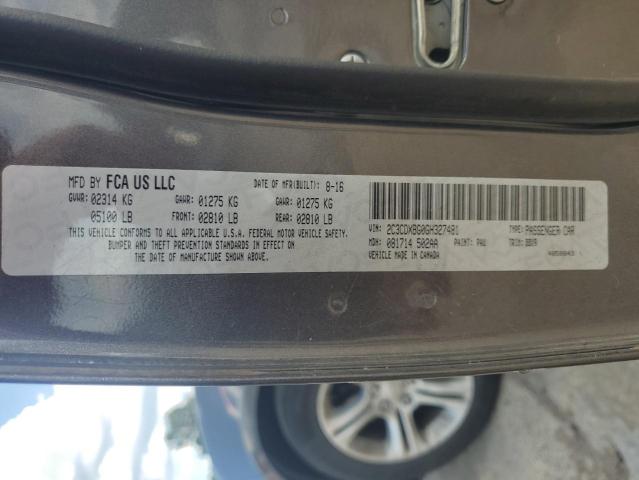 MFD BY FCA US LLC DATE OF MFR(BUILT): 8-16
GVWR: 02314 KG GAWR: 01275 KG GAWR: 01275 KG
05100 LB FRONT: 02810 LB REAR: 02810 LB
THIS VEHICLE CONFORMS TO ALL APPLICABLE U.S.A. FEDERAL MOTOR VEHICLE SAFETY,
BUMPER AND THEFT PREVENTION STANDARDS IN EFFECT ON
THE DATE OF MANUFACTURE SHOWN ABOVE.
VIN: 2C3CDXBG0GH327481 TYPE: PASSENGER CAR
MDH: 081714 502AA PAINT: PAU TRIM:
VEHICLE MADE IN CANADA